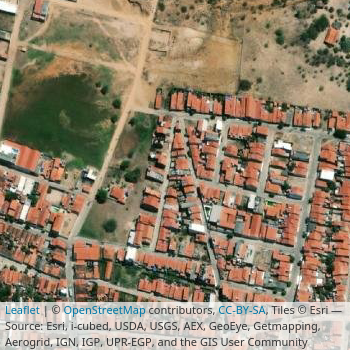 Leaflet | © OpenStreetMap contributors, CC-BY-SA, Tiles © Esri —
Source: Esri, i-cubed, USDA, USGS, AEX, GeoEye, Getmapping,
Aerogrid, IGN, IGP, UPR-EGP, and the GIS User Community